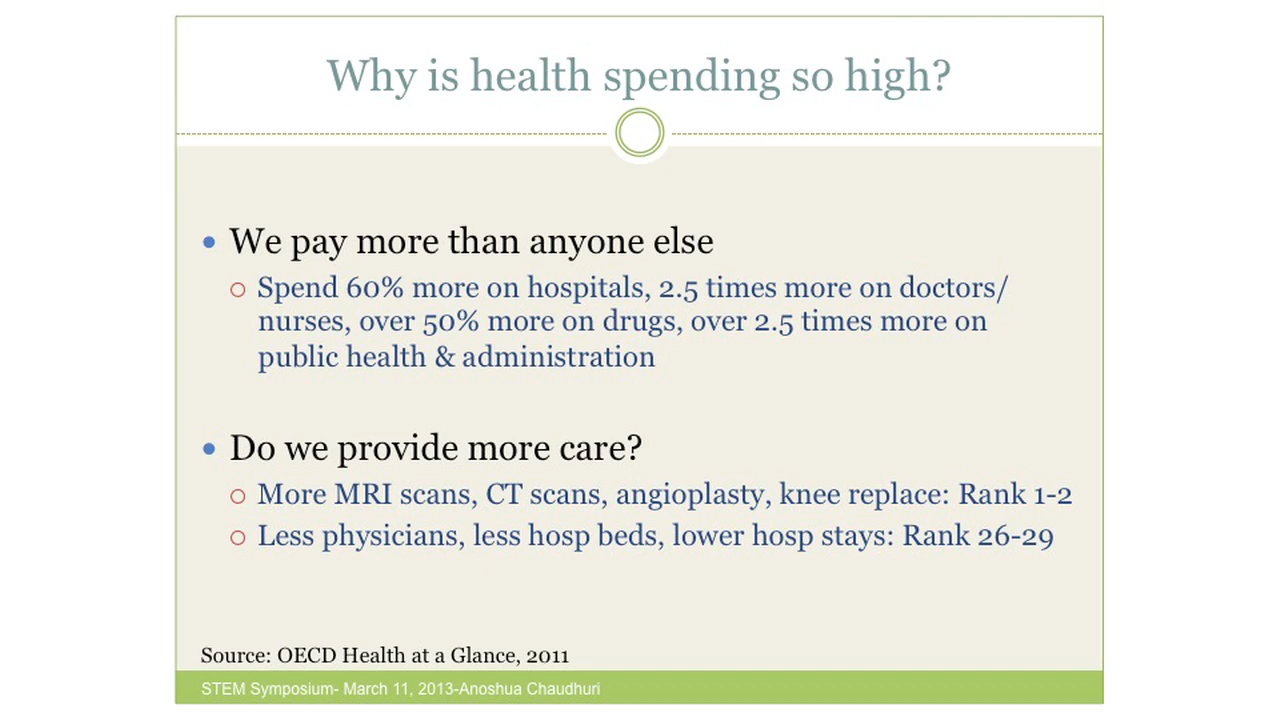 Why is health spending so high?
• We pay more than anyone else
○ Spend 60% more on hospitals, 2.5 times more on doctors/
nurses, over 50% more on drugs, over 2.5 times more on
public health & administration
• Do we provide more care?
○ More MRI scans, CT scans, angioplasty, knee replace: Rank 1-2
○ Less physicians, less hosp beds, lower hosp stays: Rank 26-29
Source: OECD Health at a Glance, 2011
STEM Symposium- March 11, 2013-Anoshua Chaudhuri